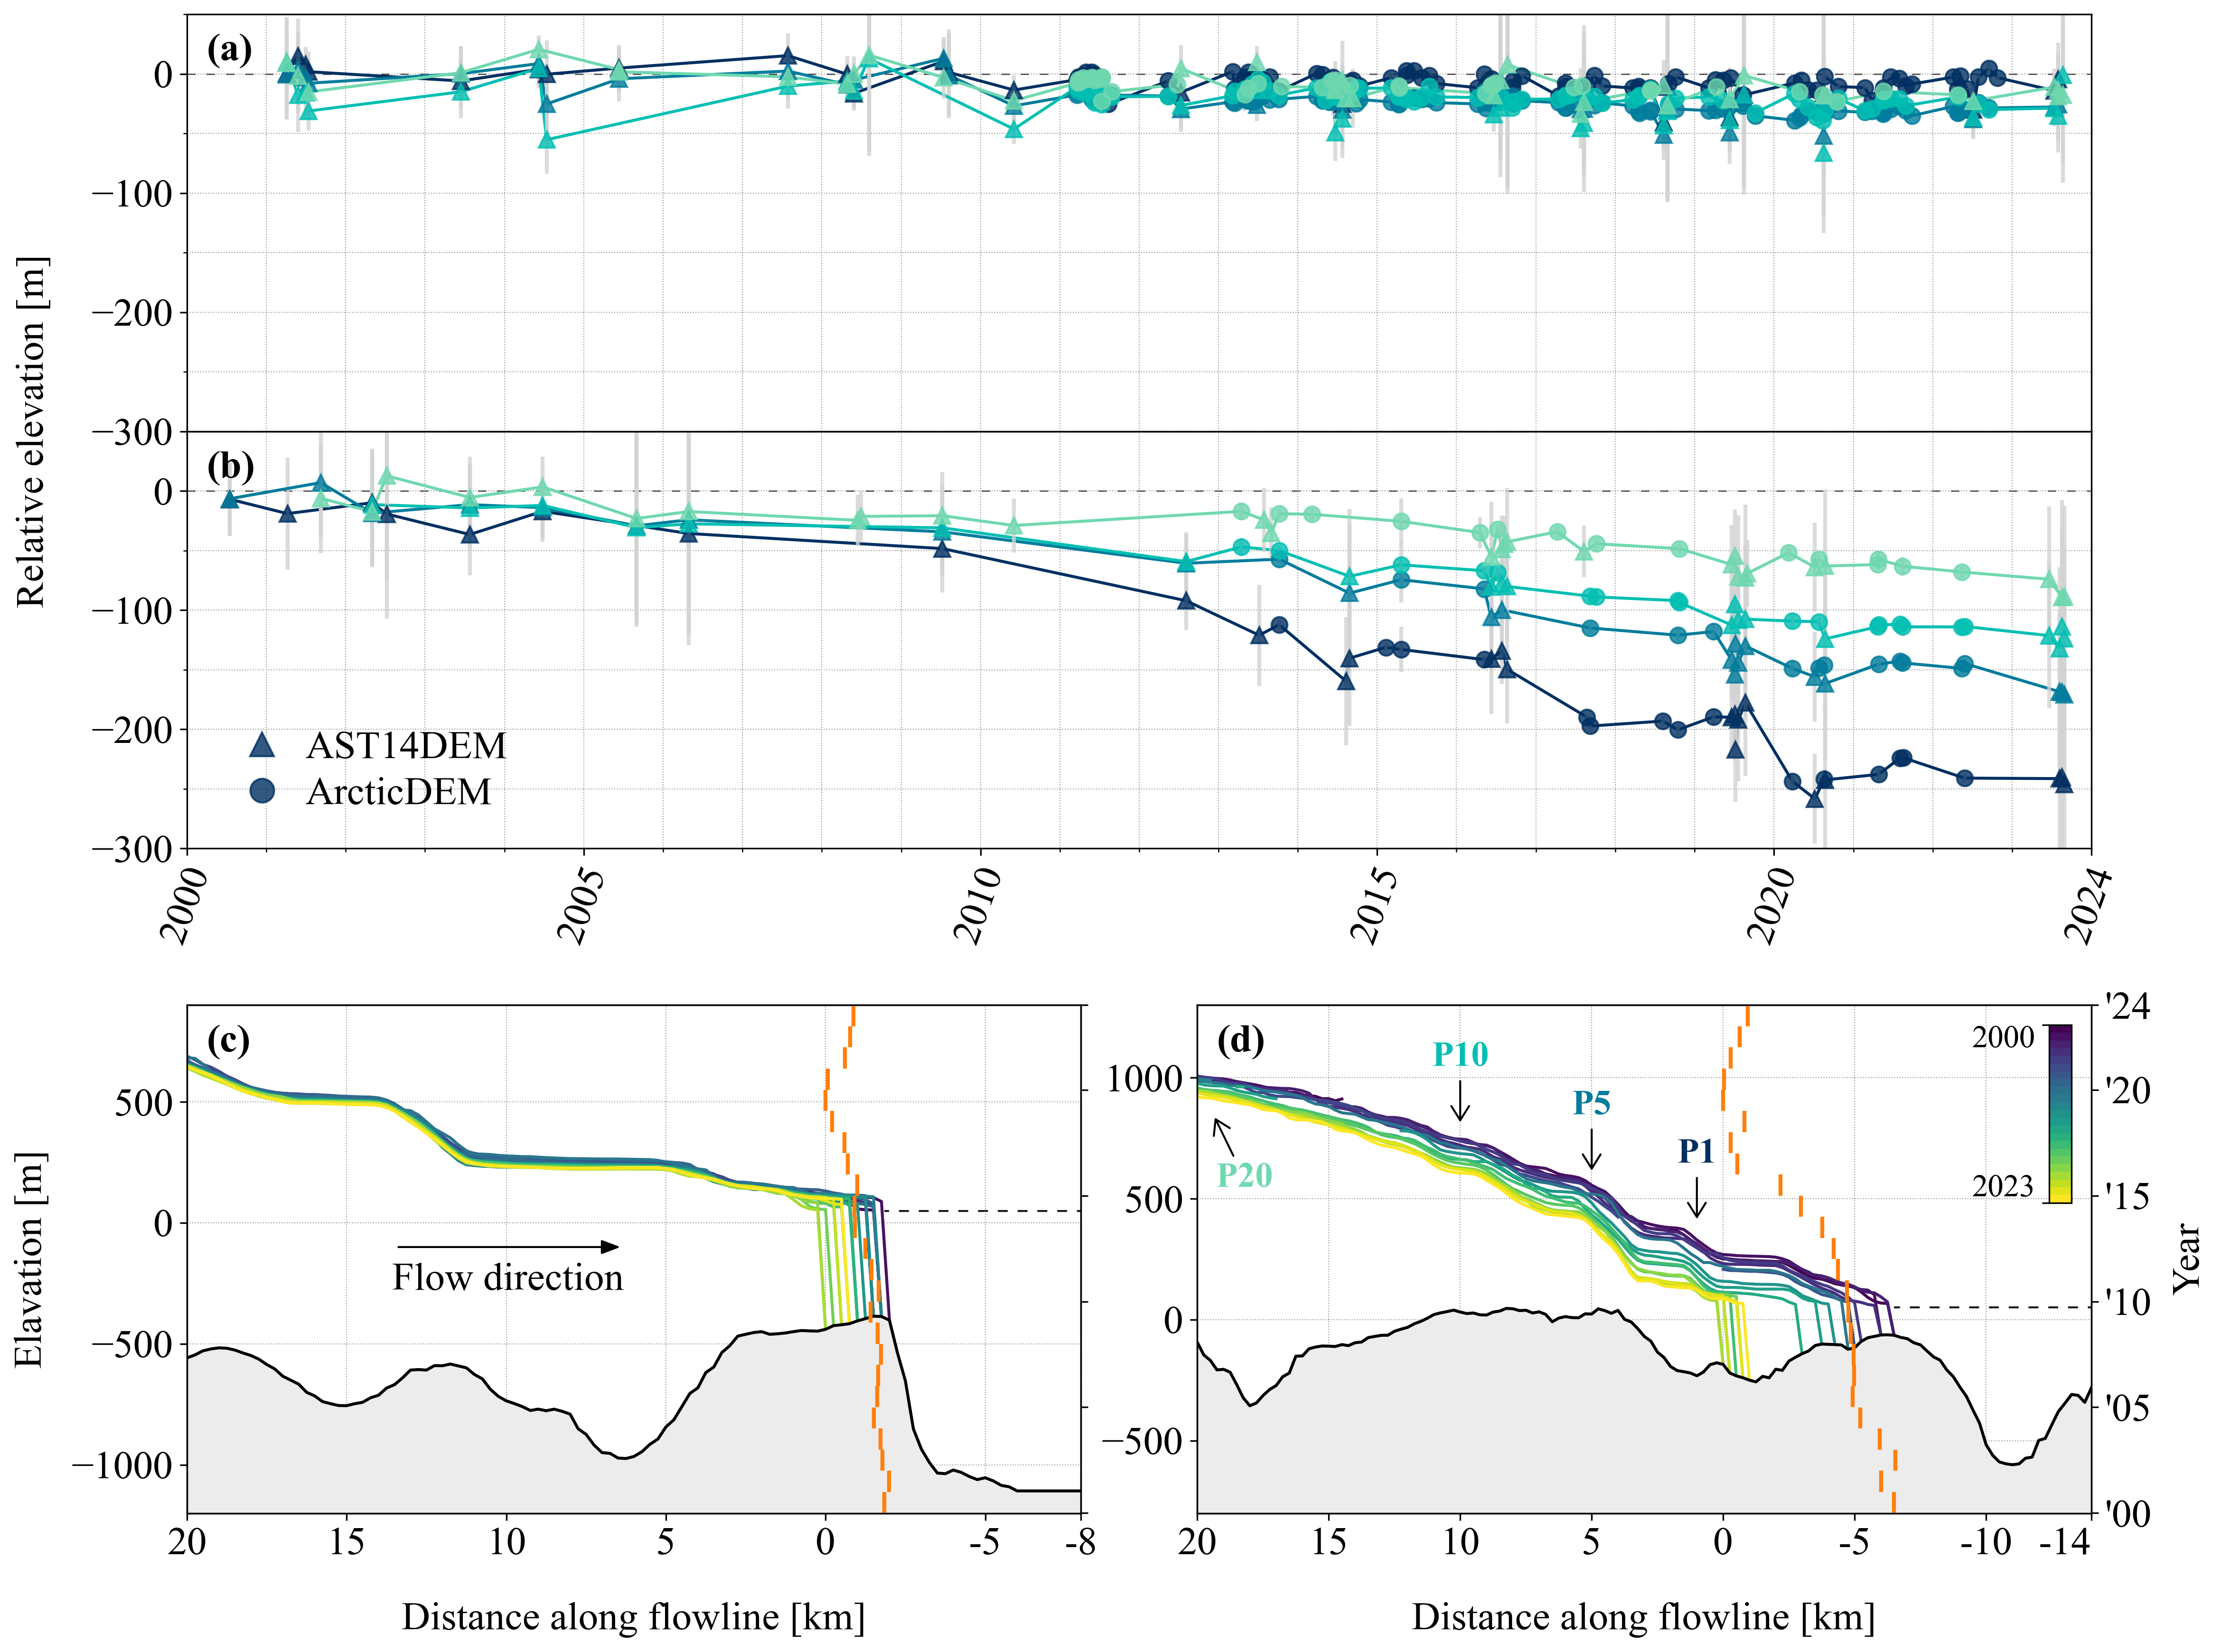 (a)
0
−100
−200
−300
Relative elevation [m]
(b)
0
−100
−200
−300
AST14DEM
ArcticDEM
2000
2005
2010
2015
2020
2024
(c)
500
0
−500
−1000
Elavation [m]
Flow direction
20
15
10
5
0
-5
-8
Distance along flowline [km]
(d)
1000
500
0
−500
P20
P10
P5
P1
2000
2023
'24
'20
'15
'10
'05
'00
Year
20
15
10
5
0
-5
-10
-14
Distance along flowline [km]